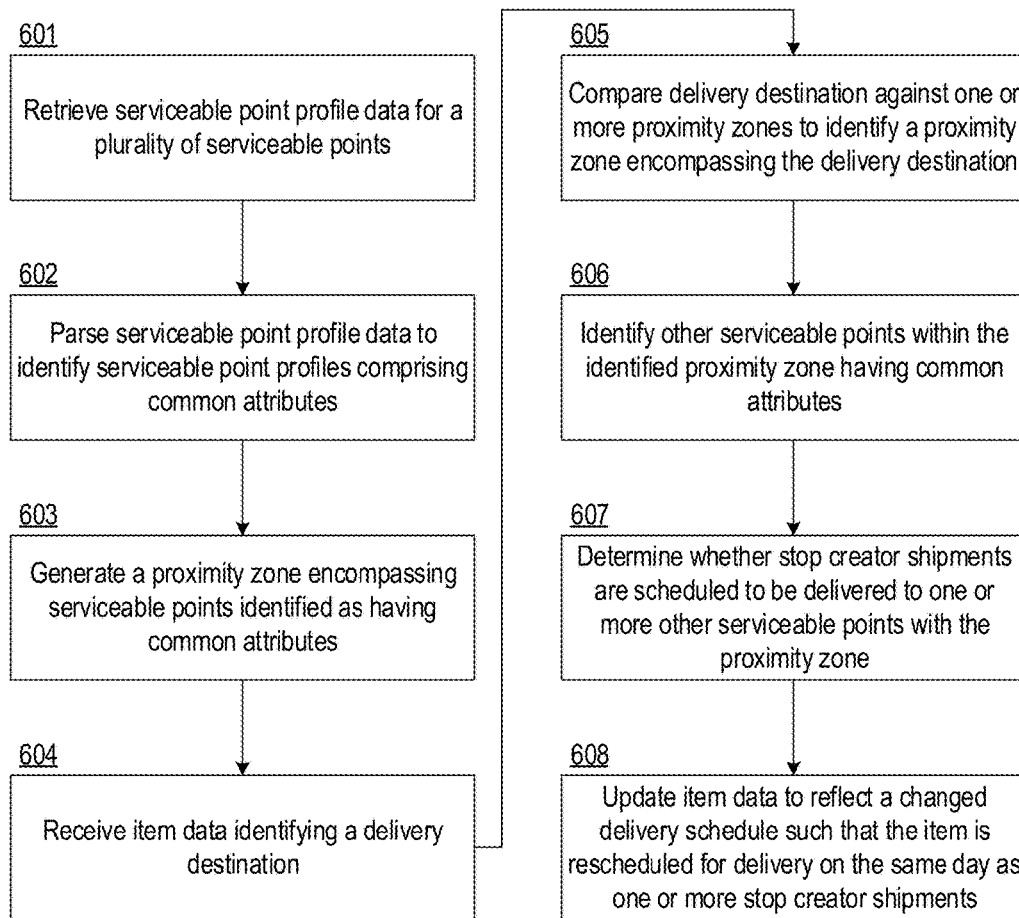 601
Retrieve serviceable point profile data for a
plurality of serviceable points
602
Parse serviceable point profile data to
identify serviceable point profiles comprising
common attributes
603
Generate a proximity zone encompassing
serviceable points identified as having
common attributes
604
Receive item data identifying a delivery
destination
605
Compare delivery destination against one or
more proximity zones to identify a proximity
zone encompassing the delivery destination
606
Identify other serviceable points within the
identified proximity zone having common
attributes
607
Determine whether stop creator shipments
are scheduled to be delivered to one or
more other serviceable points with the
proximity zone
608
Update item data to reflect a changed
delivery schedule such that the item is
rescheduled for delivery on the same day as
one or more stop creator shipments